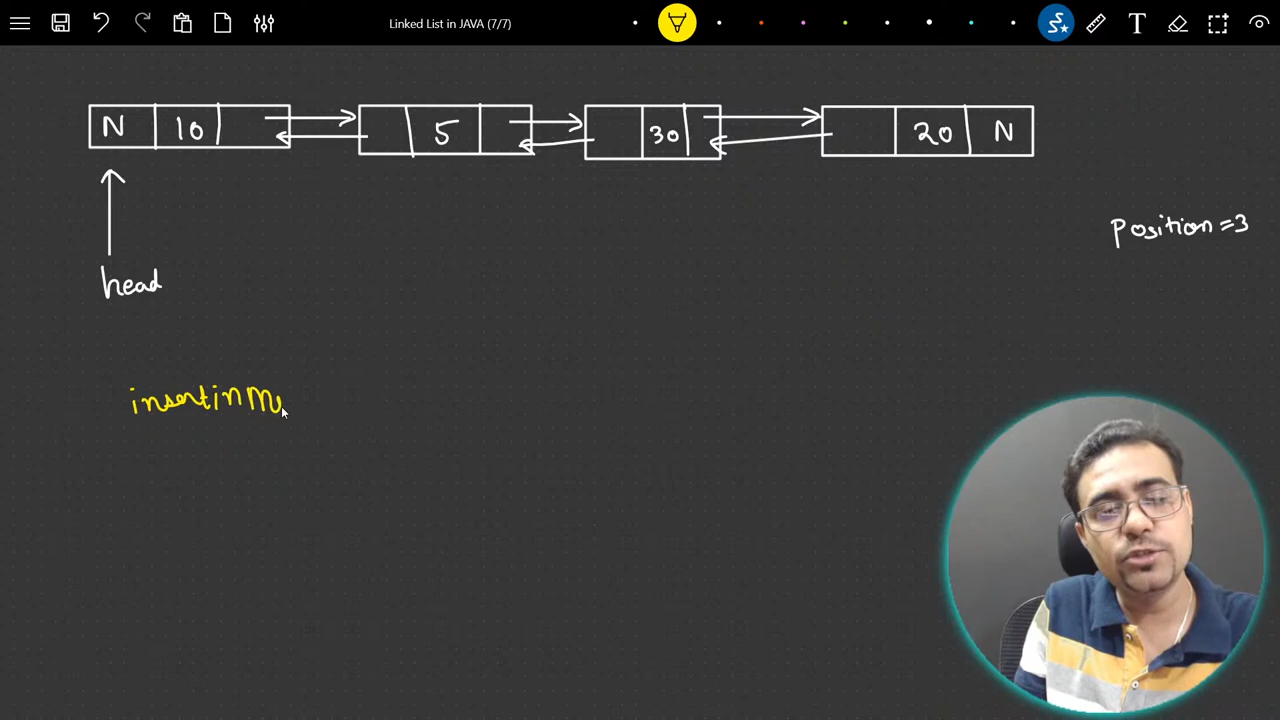 Linked List in JAVA (7/7)
T
N 10 5 30 20 N
Position=3
head
insertinM